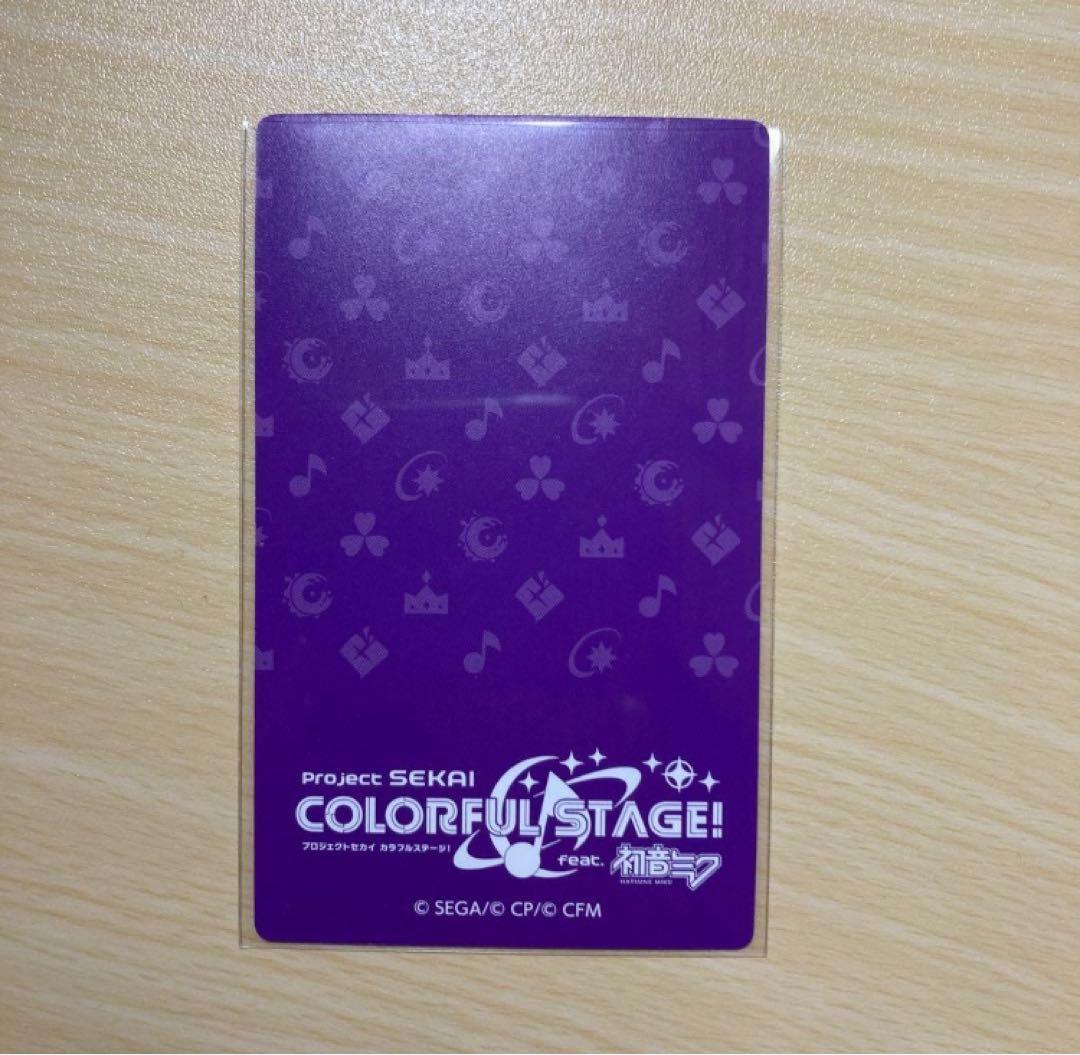 Project SEKAI
COLORFUL STAGE!
プロジェクトセカイ カラフルステージ!
feat. 初音ミク
HATSUNE MIKU
© SEGA/© CP/© CFM